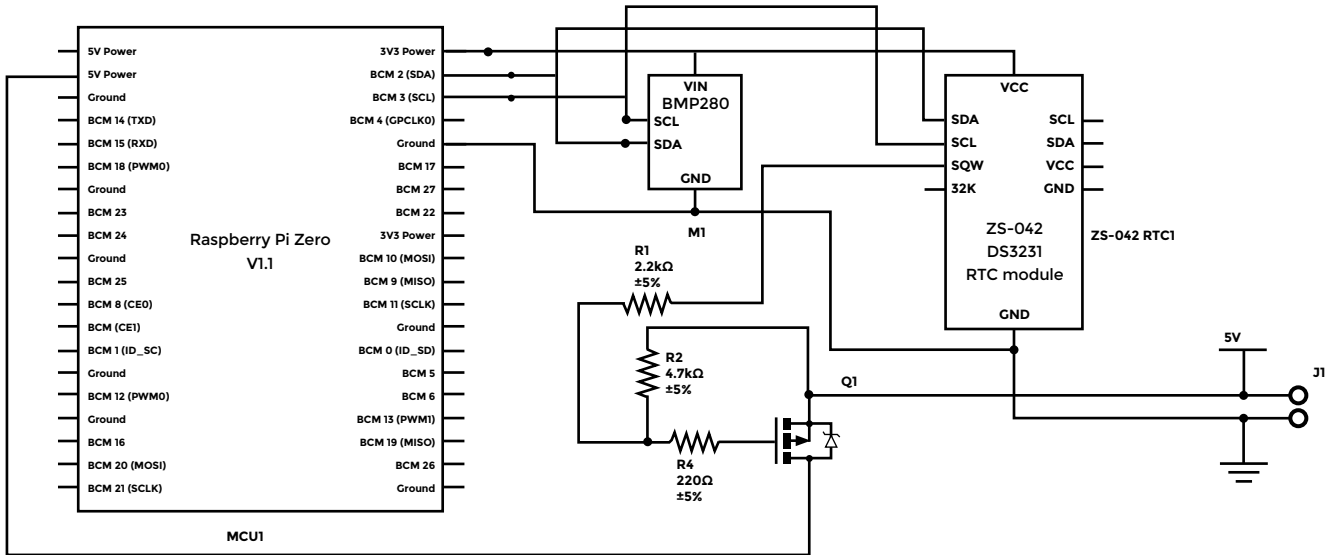 5V Power
5V Power
Ground
BCM 14 (TXD)
BCM 15 (RXD)
BCM 18 (PWM0)
Ground
BCM 23
BCM 24
Ground
BCM 25
BCM 8 (CE0)
BCM (CE1)
BCM 1 (ID_SC)
Ground
BCM 12 (PWM0)
Ground
BCM 16
BCM 20 (MOSI)
BCM 21 (SCLK)
Raspberry Pi Zero
V1.1
3V3 Power
BCM 2 (SDA)
BCM 3 (SCL)
BCM 4 (GPCLK0)
Ground
BCM 17
BCM 27
BCM 22
3V3 Power
BCM 10 (MOSI)
BCM 9 (MISO)
BCM 11 (SCLK)
Ground
BCM 0 (ID_SD)
BCM 5
BCM 6
BCM 13 (PWM1)
BCM 19 (MISO)
BCM 26
Ground
MCU1
VIN
BMP280
SCL
SDA
GND
M1
R1
2.2kΩ
±5%
R2
4.7kΩ
±5%
R4
220Ω
±5%
Q1
VCC
SDA
SCL
SQW
32K
SCL
SDA
VCC
GND
ZS-042
DS3231
RTC module
GND
ZS-042 RTC1
5V
J1